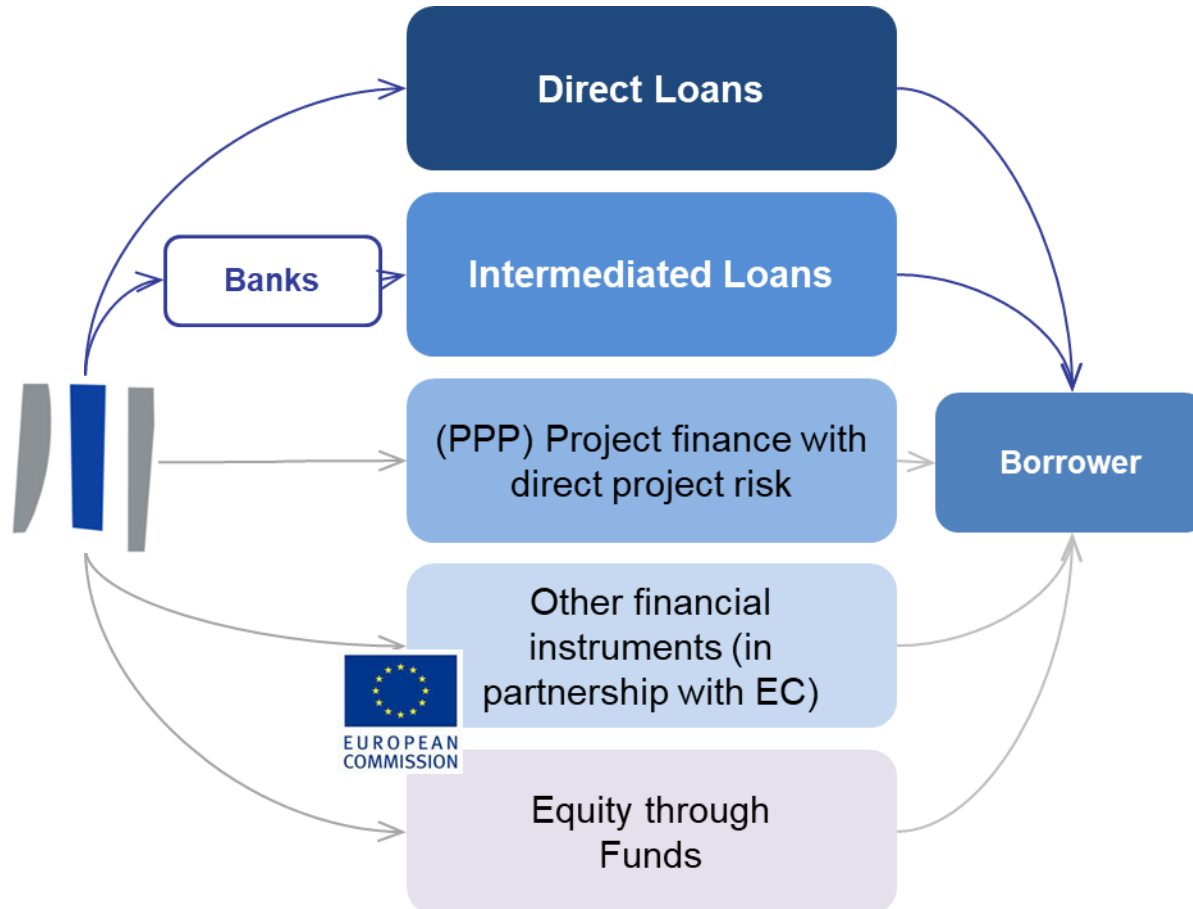 Direct Loans
Banks
Intermediated Loans
(PPP) Project finance with
direct project risk
Borrower
Other financial
instruments (in
partnership with EC)
EUROPEAN
COMMISSION
Equity through
Funds